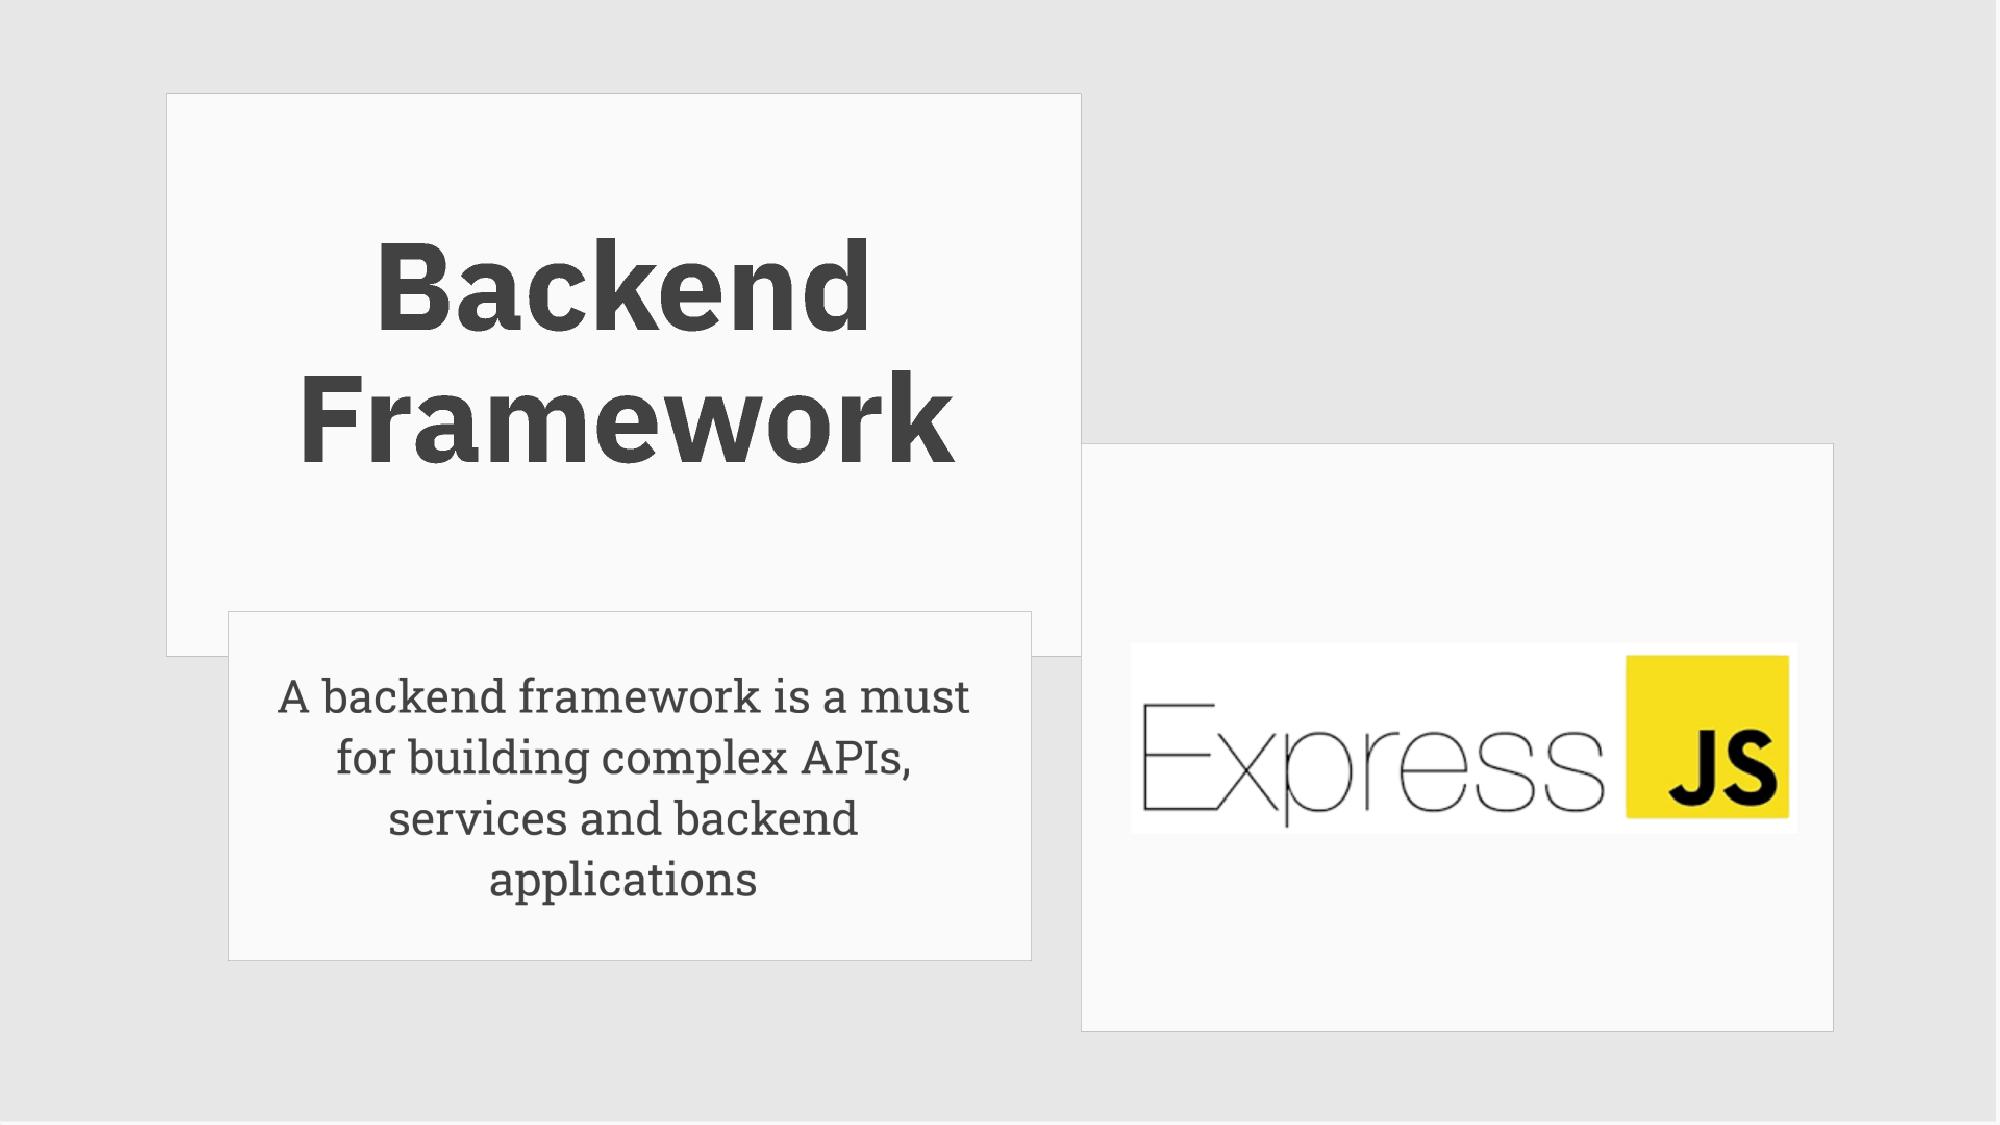 Backend
Framework
A backend framework is a must
for building complex APIs,
services and backend
applications
Express JS